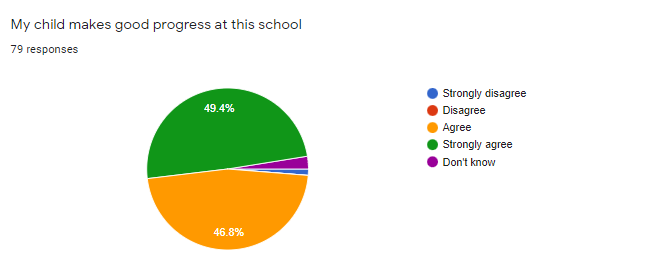 My child makes good progress at this school
79 responses
49.4%
46.8%
Strongly disagree
Disagree
Agree
Strongly agree
Don't know